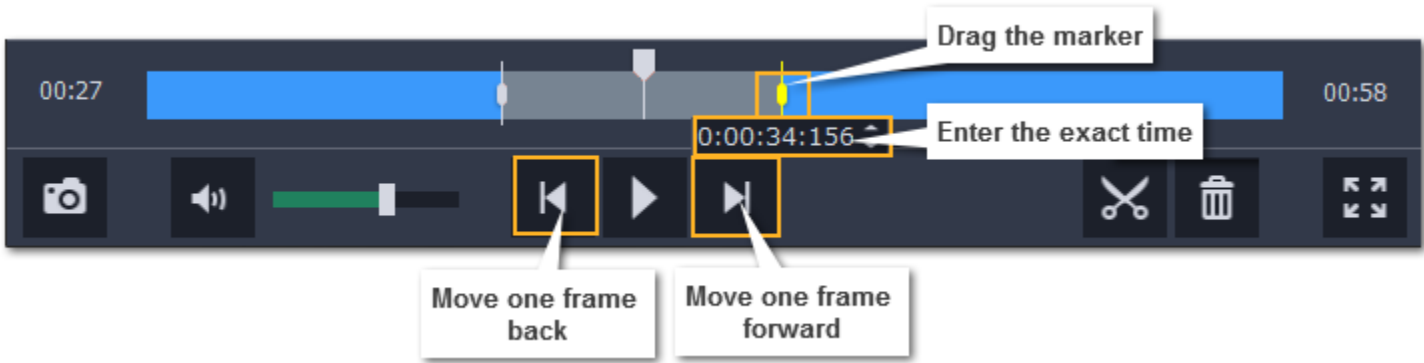 Drag the marker
00:27
00:58
0:00:34:156
Enter the exact time
Move one frame
back
Move one frame
forward